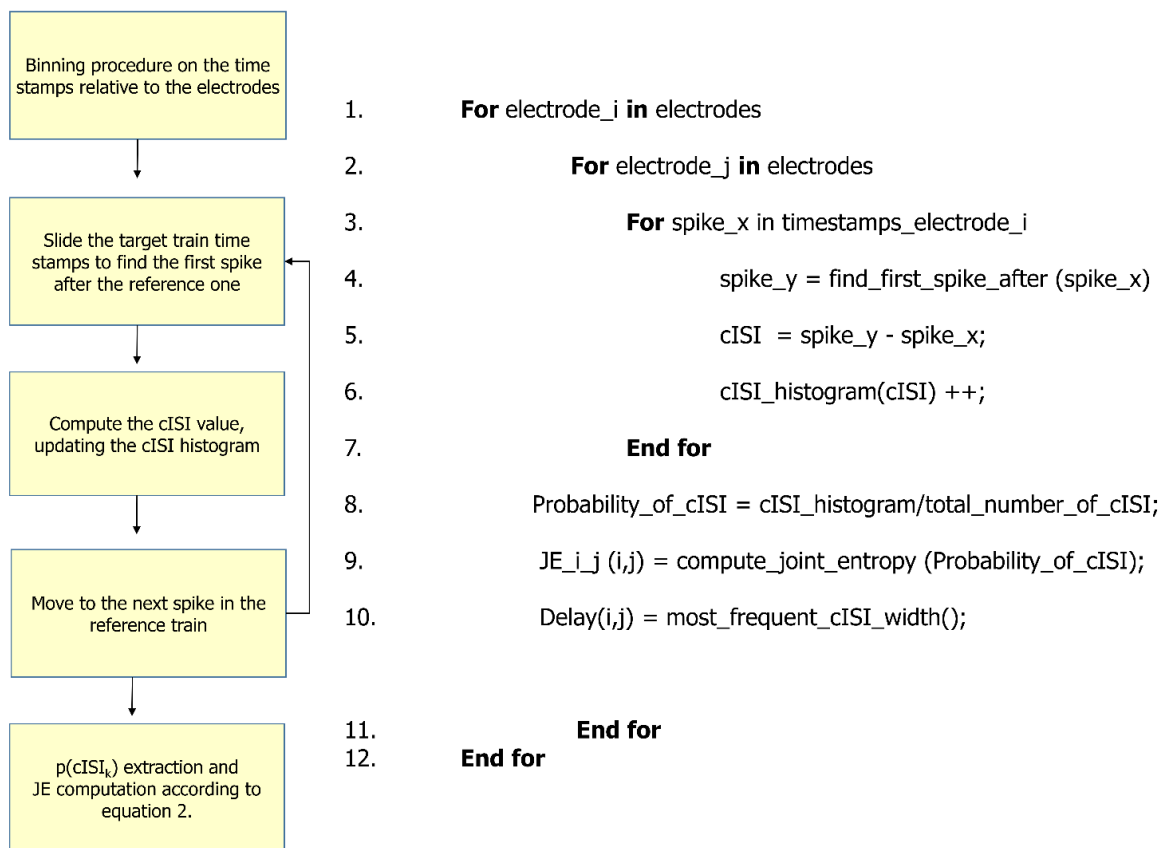 Binning procedure on the time
stamps relative to the electrodes
Slide the target train time
stamps to find the first spike
after the reference one
Compute the cISI value,
updating the cISI histogram
Move to the next spike in the
reference train
p(cISIₖ) extraction and
JE computation according to
equation 2.
1. For electrode_i in electrodes
2. For electrode_j in electrodes
3. For spike_x in timestamps_electrode_i
4. spike_y = find_first_spike_after (spike_x)
5. cISI = spike_y - spike_x;
6. cISI_histogram(cISI) ++;
7. End for
8. Probability_of_cISI = cISI_histogram/total_number_of_cISI;
9. JE_i_j (i,j) = compute_joint_entropy (Probability_of_cISI);
10. Delay(i,j) = most_frequent_cISI_width();
11. End for
12. End for